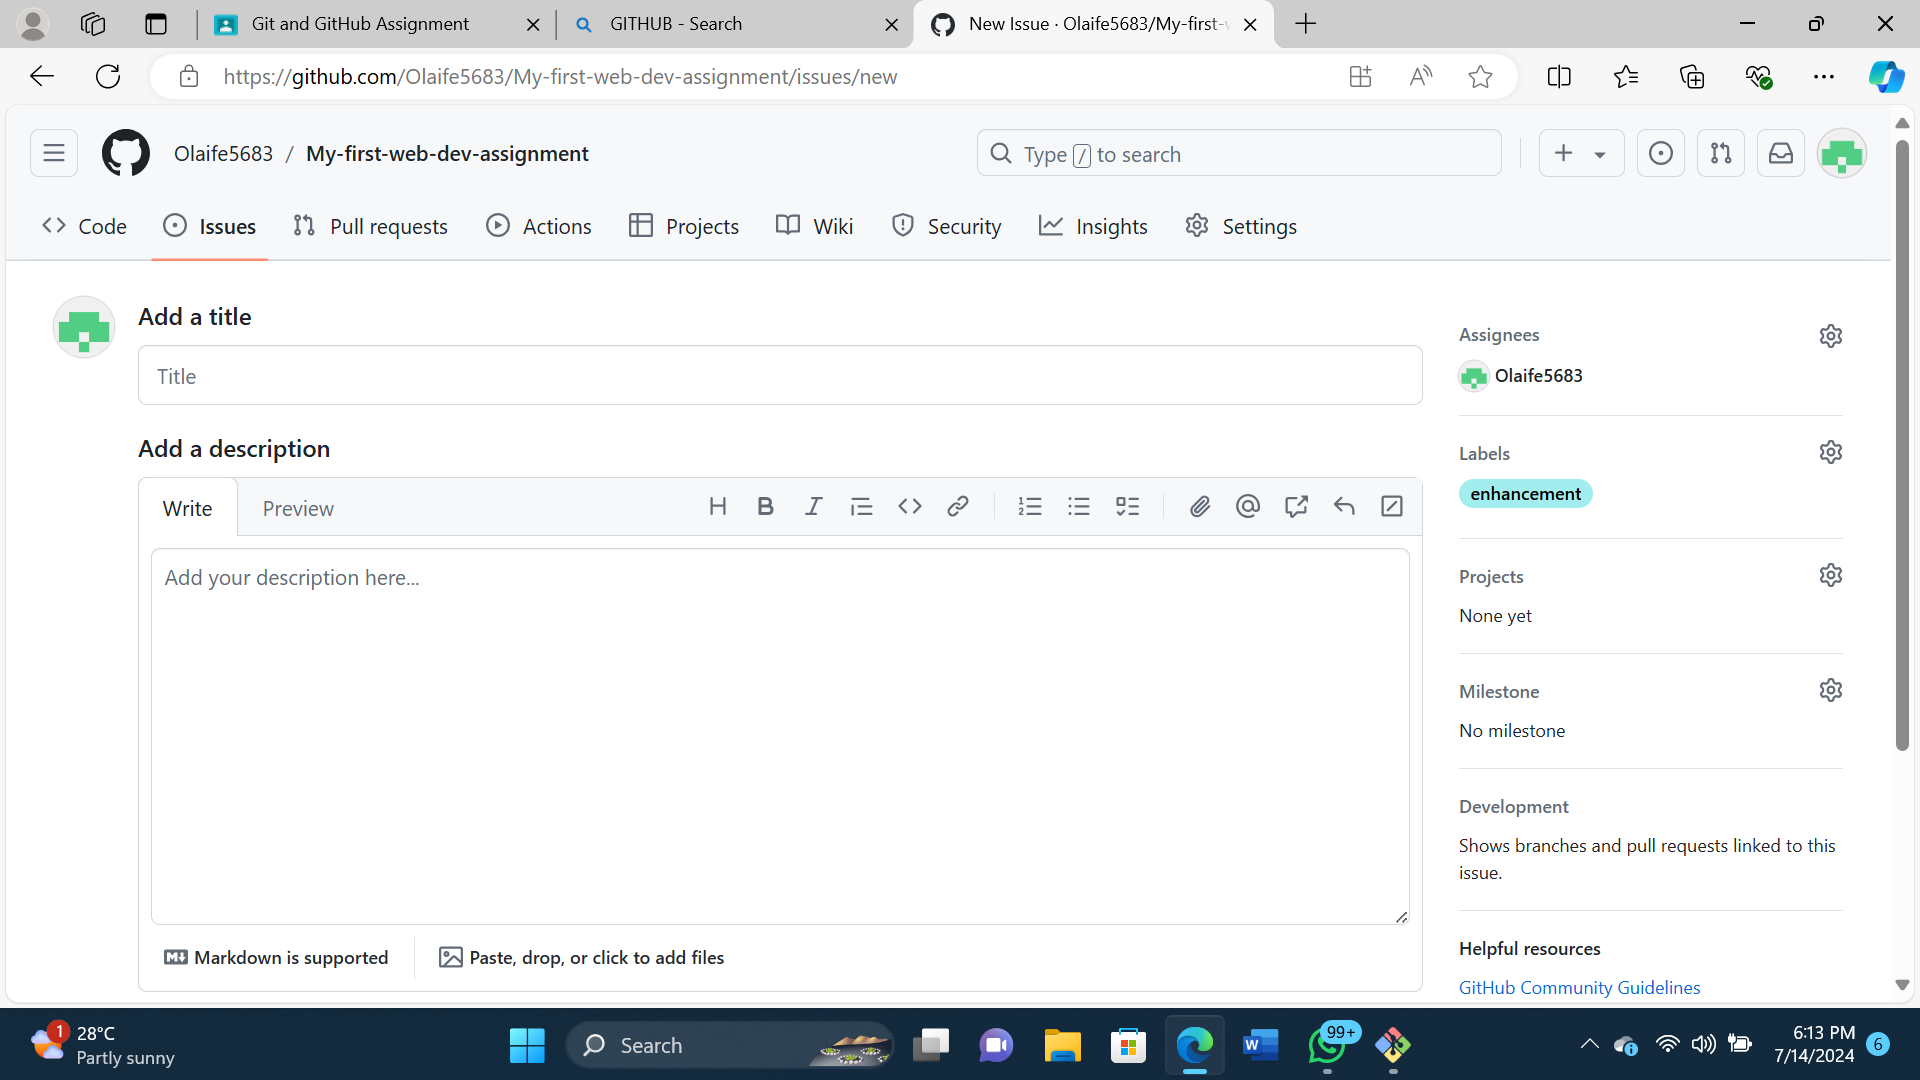 Git and GitHub Assignment
GITHUB - Search
New Issue · Olaife5683/My-first-w
https://github.com/Olaife5683/My-first-web-dev-assignment/issues/new
Olaife5683 / My-first-web-dev-assignment
Type / to search
Code
Issues
Pull requests
Actions
Projects
Wiki
Security
Insights
Settings
Add a title
Title
Add a description
Write
Preview
Add your description here...
Markdown is supported
Paste, drop, or click to add files
Assignees
Olaife5683
Labels
enhancement
Projects
None yet
Milestone
No milestone
Development
Shows branches and pull requests linked to this
issue.
Helpful resources
GitHub Community Guidelines
1
28°C
Partly sunny
Search
99+
6:13 PM
7/14/2024
6